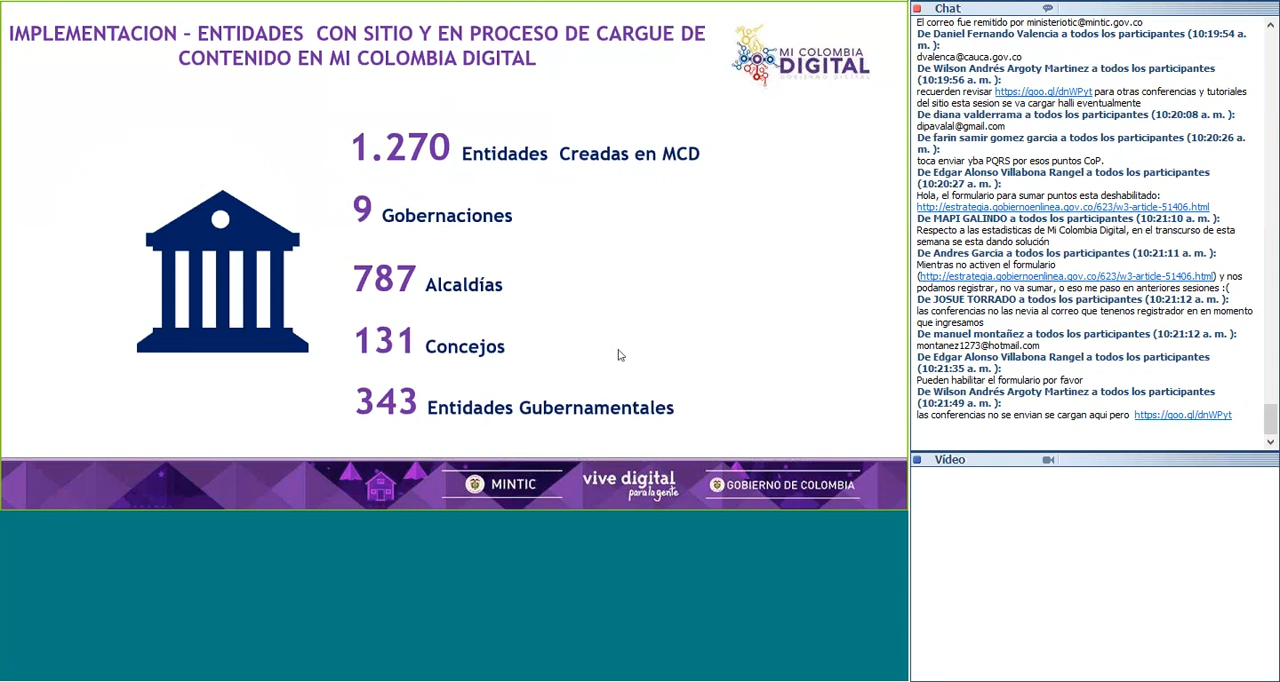 IMPLEMENTACION – ENTIDADES CON SITIO Y EN PROCESO DE CARGUE DE
CONTENIDO EN MI COLOMBIA DIGITAL
MI COLOMBIA
DIGITAL
GOBIERNO DIGITAL
1.270 Entidades Creadas en MCD
9 Gobernaciones
787 Alcaldías
131 Concejos
343 Entidades Gubernamentales
MINTIC
vive digital
para la gente
GOBIERNO DE COLOMBIA
Chat
El correo fue remitido por ministeriotic@mintic.gov.co
De Daniel Fernando Valencia a todos los participantes (10:19:54 a.
m. ):
dvalenca@cauca.gov.co
De Wilson Andrés Argoty Martinez a todos los participantes
(10:19:56 a. m. ):
recuerden revisar https://goo.gl/dnWPyt para otras conferencias y tutoriales
del sitio esta sesion se va cargar halli eventualmente
De diana valderrama a todos los participantes (10:20:08 a. m. ):
dipavalal@gmail.com
De farin samir gomez garcia a todos los participantes (10:20:26 a.
m. ):
toca enviar yba PQRS por esos puntos CoP.
De Edgar Alonso Villabona Rangel a todos los participantes
(10:20:27 a. m. ):
Hola, el formulario para sumar puntos esta deshabilitado:
http://estrategia.gobiernoenlinea.gov.co/623/w3-article-51406.html
De MAPI GALINDO a todos los participantes (10:21:10 a. m. ):
Respecto a las estadisticas de Mi Colombia Digital, en el transcurso de esta
semana se esta dando solución
De Andres Garcia a todos los participantes (10:21:11 a. m. ):
Mientras no activen el formulario
(http://estrategia.gobiernoenlinea.gov.co/623/w3-article-51406.html) y nos
podamos registrar, no va sumar, o eso me paso en anteriores sesiones :(
De JOSUE TORRADO a todos los participantes (10:21:12 a. m. ):
las conferencias no las nevia al correo que tenenos registrador en en momento
que ingresamos
De manuel montañez a todos los participantes (10:21:12 a. m. ):
montanez1273@hotmail.com
De Edgar Alonso Villabona Rangel a todos los participantes
(10:21:35 a. m. ):
Pueden habilitar el formulario por favor
De Wilson Andrés Argoty Martinez a todos los participantes
(10:21:49 a. m. ):
las conferencias no se envian se cargan aqui pero https://goo.gl/dnWPyt
Vídeo